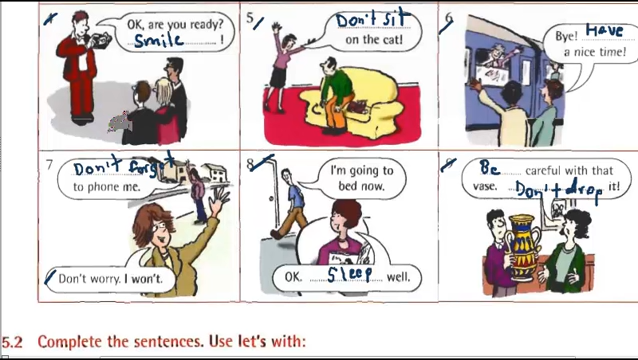 OK, are you ready?
Smile !
5
Don't sit
on the cat!
6
Bye! Have
a nice time!
7
Don't forget
to phone me.
Don't worry. I won't.
8
I'm going to
bed now.
OK. Sleep well.
Be careful with that
vase. Don't drop it!
5.2 Complete the sentences. Use let's with: